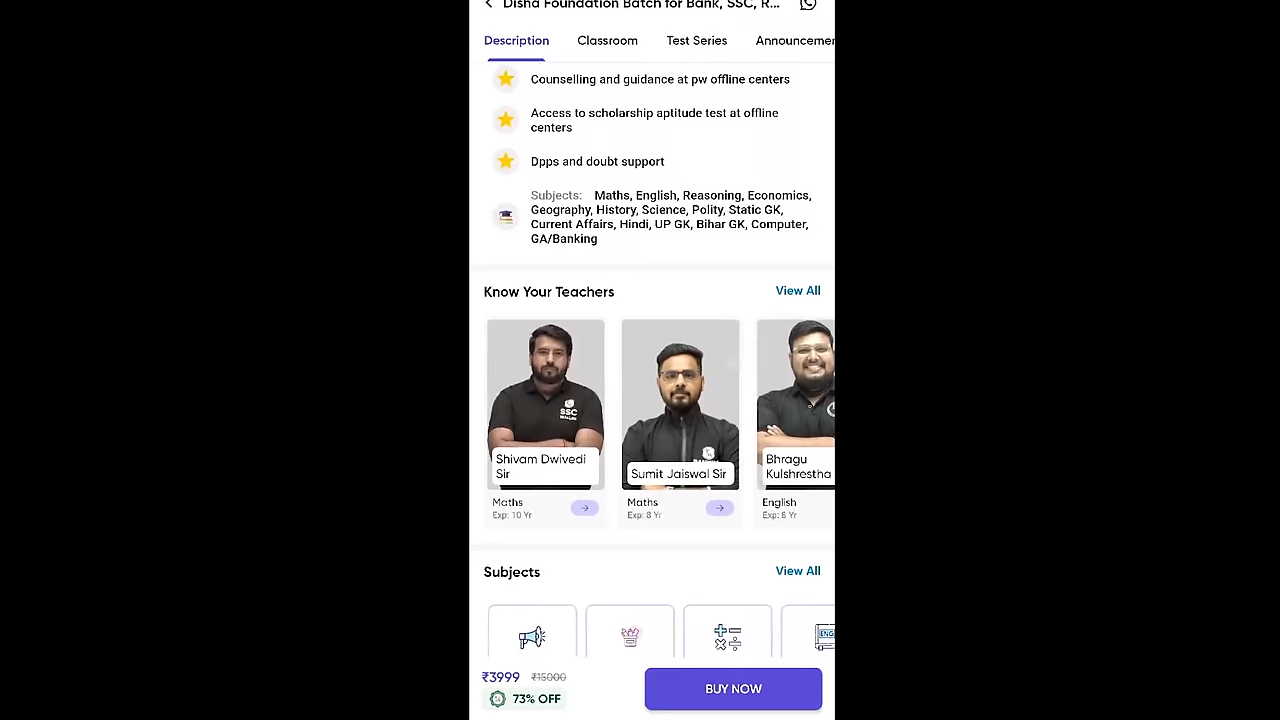 Disha Foundation Batch for Bank, SSC, R...
Description Classroom Test Series Announcemen
Counselling and guidance at pw offline centers
Access to scholarship aptitude test at offline
centers
Dpps and doubt support
Subjects: Maths, English, Reasoning, Economics,
Geography, History, Science, Polity, Static GK,
Current Affairs, Hindi, UP GK, Bihar GK, Computer,
GA/Banking
Know Your Teachers View All
SSC
Shivam Dwivedi
Sir
Maths
Exp: 10 Yr
Sumit Jaiswal Sir
Maths
Exp: 8 Yr
Bhragu
Kulshrestha
English
Exp: 8 Yr
Subjects View All
ENG
₹3999 ₹15000
73% OFF
BUY NOW